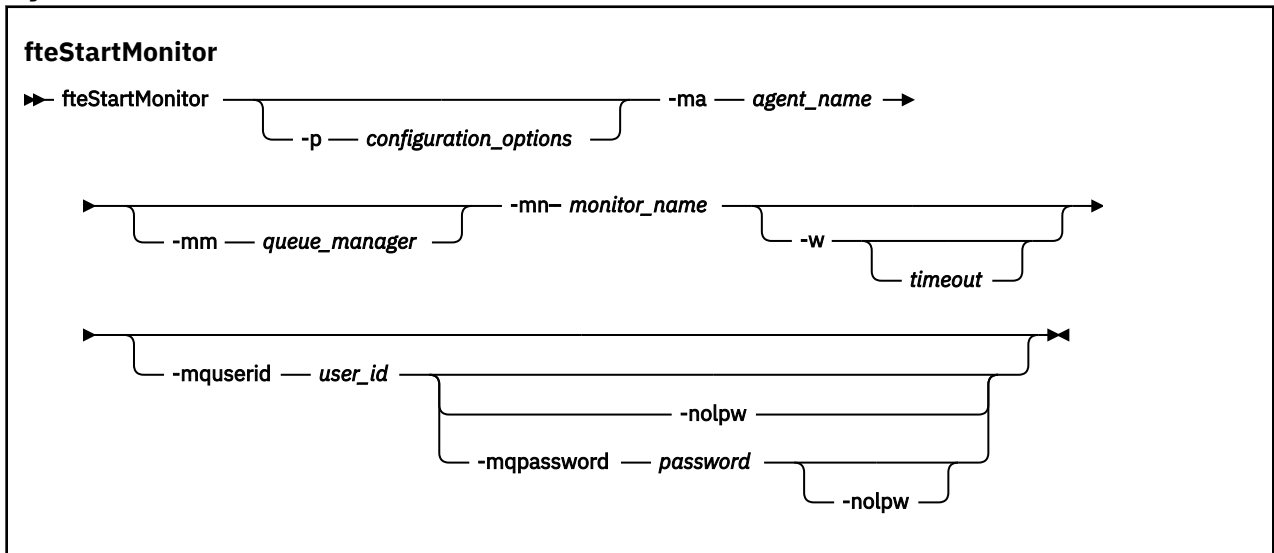 fteStartMonitor
fteStartMonitor -ma agent_name
-p configuration_options
-mn monitor_name
-mm queue_manager -w
timeout
-mquserid user_id
-nolpw
-mqpassword password
-nolpw